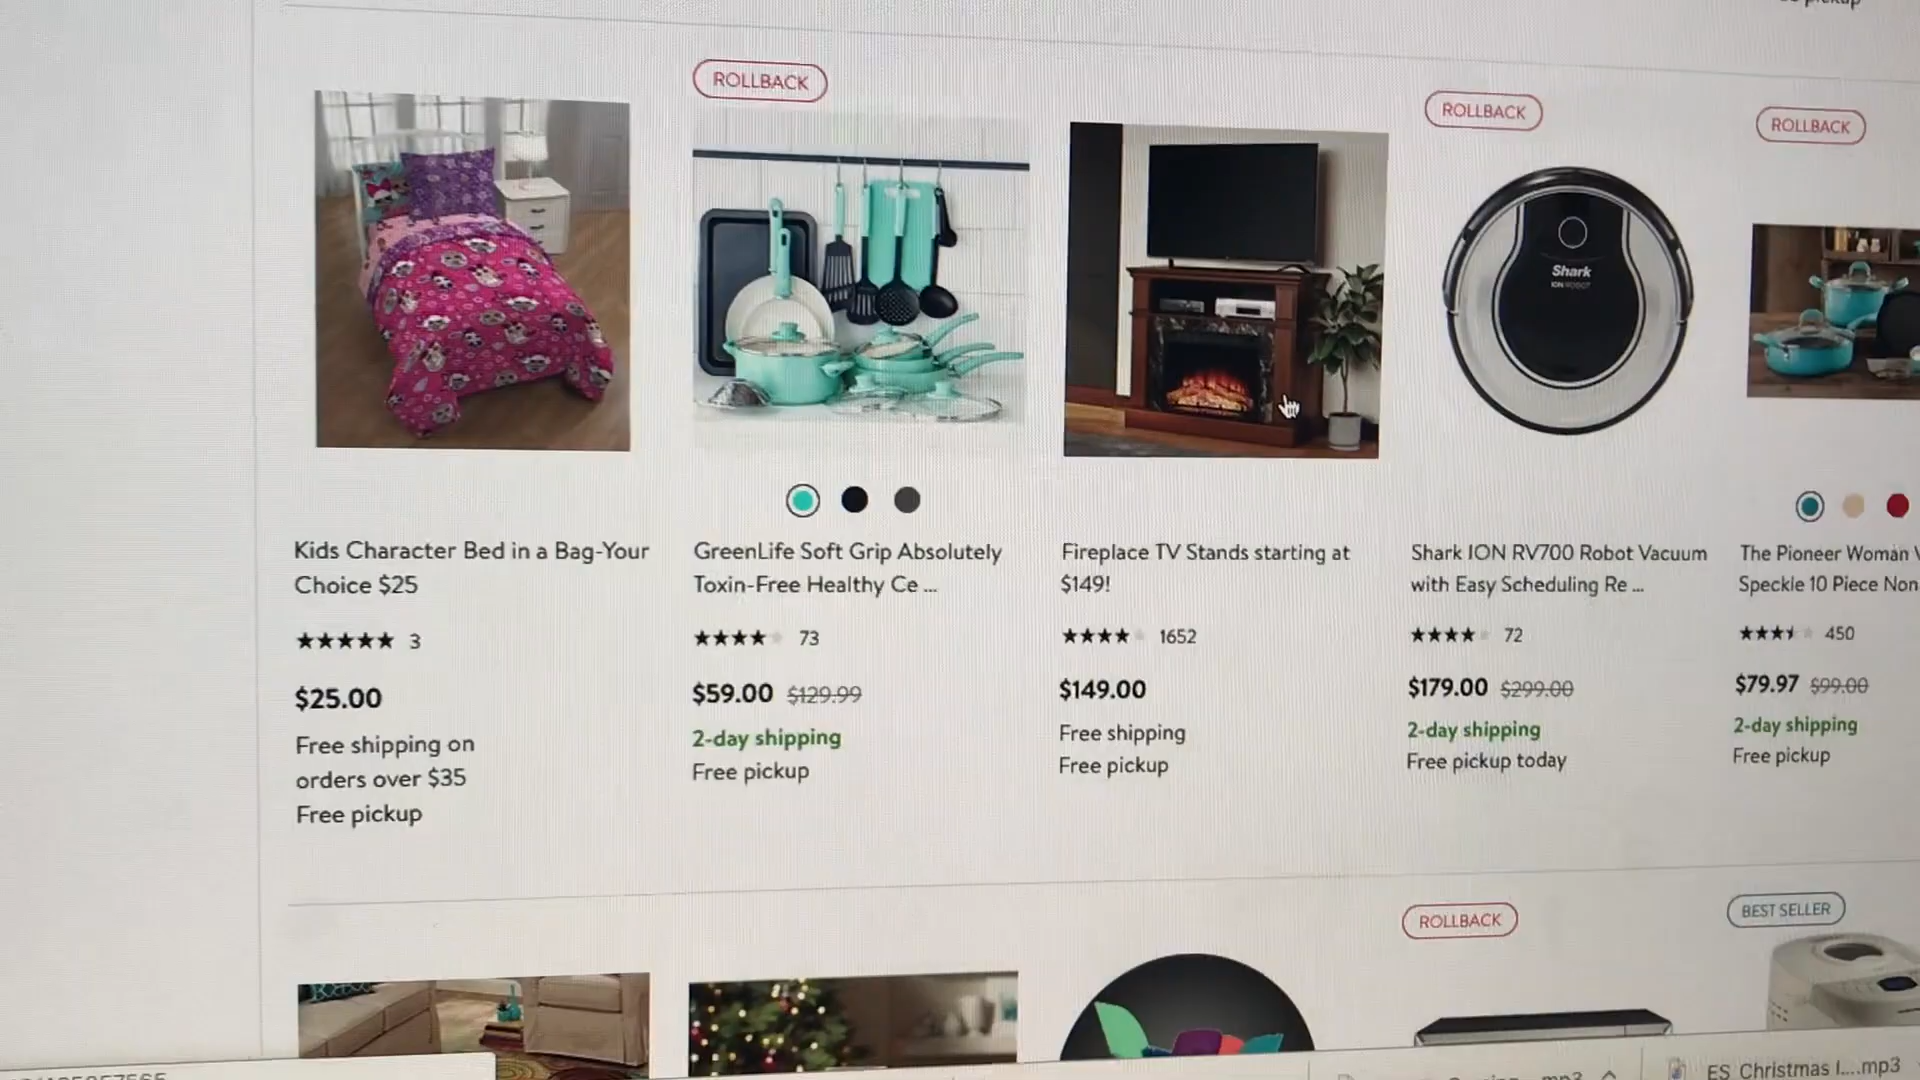 pickup
ROLLBACK
ROLLBACK
ROLLBACK
Shark
ION ROBOT
Kids Character Bed in a Bag-Your
Choice $25
3
$25.00
Free shipping on
orders over $35
Free pickup
GreenLife Soft Grip Absolutely
Toxin-Free Healthy Ce ...
73
$59.00 $129.99
2-day shipping
Free pickup
Fireplace TV Stands starting at
$149!
1652
$149.00
Free shipping
Free pickup
Shark ION RV700 Robot Vacuum
with Easy Scheduling Re ...
72
$179.00 $299.00
2-day shipping
Free pickup today
The Pioneer Woman
Speckle 10 Piece Non
450
$79.97 $99.00
2-day shipping
Free pickup
ROLLBACK
BEST SELLER
ES_Christmas I....mp3